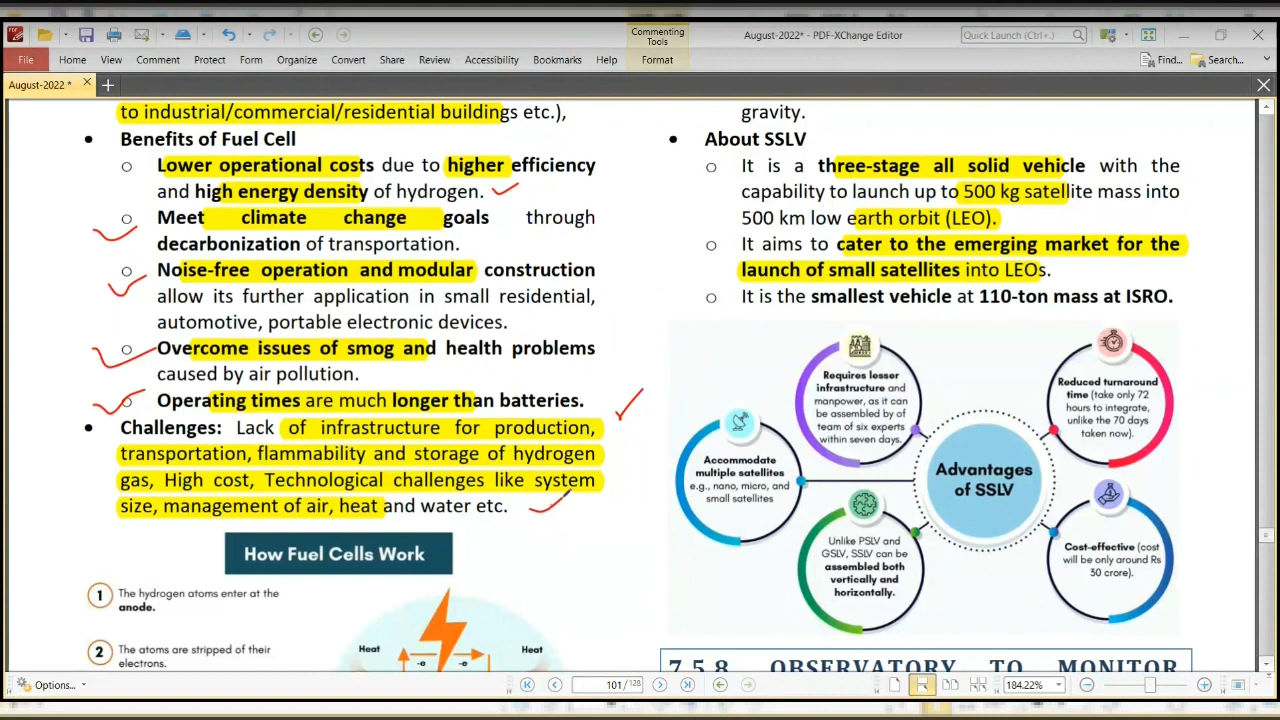 Commenting
Tools
August-2022* - PDF-XChange Editor
Quick Launch (Ctrl+.)
File Home View Comment Protect Form Organize Convert Share Review Accessibility Bookmarks Help Format
Find...
Search...
August-2022 *
to industrial/commercial/residential buildings etc.),
• Benefits of Fuel Cell
o Lower operational costs due to higher efficiency
and high energy density of hydrogen.
o Meet climate change goals through
decarbonization of transportation.
o Noise-free operation and modular construction
allow its further application in small residential,
automotive, portable electronic devices.
o Overcome issues of smog and health problems
caused by air pollution.
o Operating times are much longer than batteries.
• Challenges: Lack of infrastructure for production,
transportation, flammability and storage of hydrogen
gas, High cost, Technological challenges like system
size, management of air, heat and water etc.
How Fuel Cells Work
1 The hydrogen atoms enter at the
anode.
2 The atoms are stripped of their
electrons.
Heat
Heat
-e
-e
gravity.
• About SSLV
o It is a three-stage all solid vehicle with the
capability to launch up to 500 kg satellite mass into
500 km low earth orbit (LEO).
o It aims to cater to the emerging market for the
launch of small satellites into LEOs.
o It is the smallest vehicle at 110-ton mass at ISRO.
Requires lesser
infrastructure and
manpower, as it can
be assembled by of
team of six experts
within seven days.
Reduced turnaround
time (take only 72
hours to integrate,
unlike the 70 days
taken now).
Accommodate
multiple satellites
e.g., nano, micro, and
small satellites
Advantages
of SSLV
Unlike PSLV and
GSLV, SSLV can be
assembled both
vertically and
horizontally.
Cost-effective (cost
will be only around Rs
30 crore).
7.5.8 OBSERVATORY TO MONITOR
Options...
101 / 128
184.22%